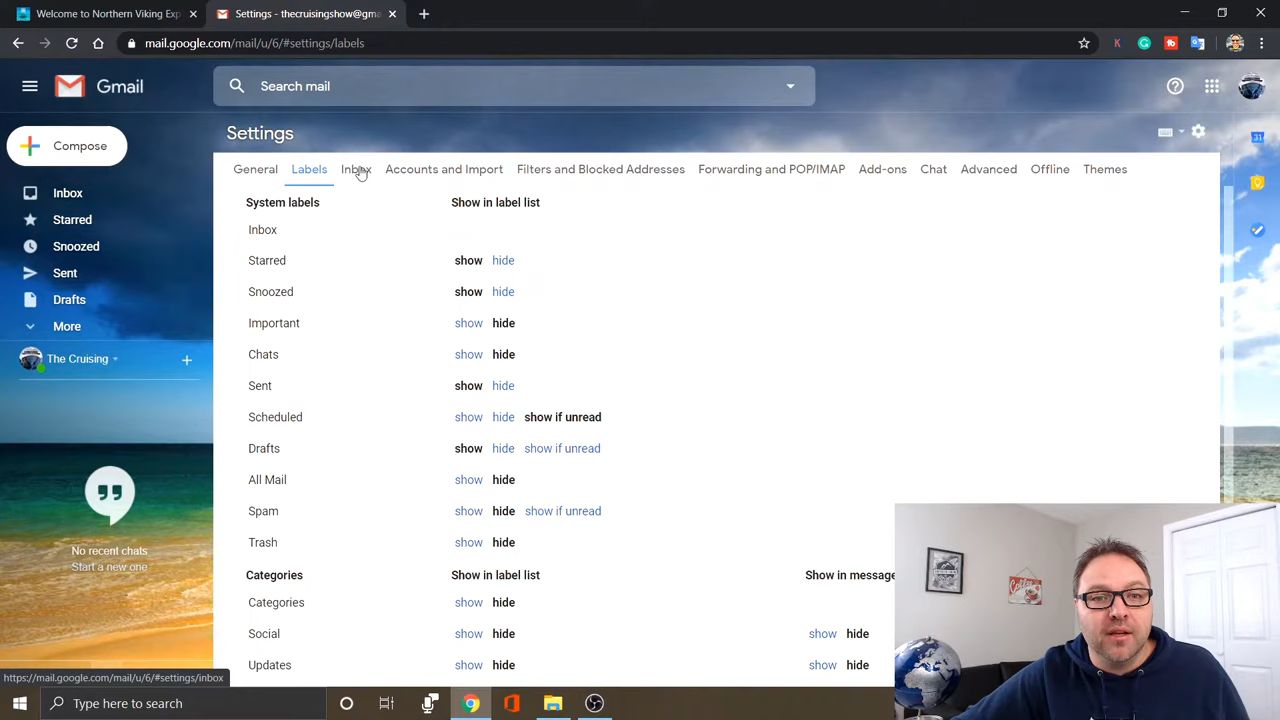 Welcome to Northern Viking Exp
Settings - thecruisingshow@gma
mail.google.com/mail/u/6/#settings/labels
Gmail
Search mail
Compose
Inbox
Starred
Snoozed
Sent
Drafts
More
The Cruising
No recent chats
Start a new one
Settings
General Labels Inbox Accounts and Import Filters and Blocked Addresses Forwarding and POP/IMAP Add-ons Chat Advanced Offline Themes
System labels Show in label list
Inbox
Starred show hide
Snoozed show hide
Important show hide
Chats show hide
Sent show hide
Scheduled show hide show if unread
Drafts show hide show if unread
All Mail show hide
Spam show hide show if unread
Trash show hide
Categories Show in label list Show in message
Categories show hide
Social show hide show hide
Updates show hide show hide
https://mail.google.com/mail/u/6/#settings/inbox
Type here to search